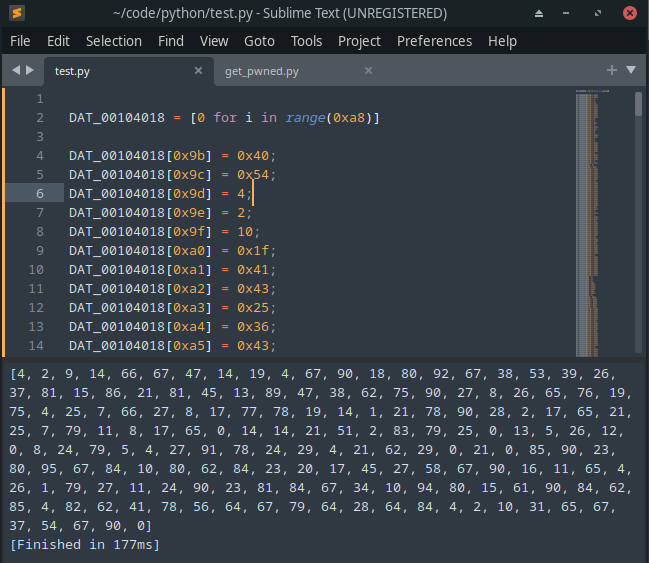 ~/code/python/test.py - Sublime Text (UNREGISTERED)
File Edit Selection Find View Goto Tools Project Preferences Help
test.py × get_pwned.py ×
1
2 DAT_00104018 = [0 for i in range(0xa8)]
3
4 DAT_00104018[0x9b] = 0x40;
5 DAT_00104018[0x9c] = 0x54;
6 DAT_00104018[0x9d] = 4;
7 DAT_00104018[0x9e] = 2;
8 DAT_00104018[0x9f] = 10;
9 DAT_00104018[0xa0] = 0x1f;
10 DAT_00104018[0xa1] = 0x41;
11 DAT_00104018[0xa2] = 0x43;
12 DAT_00104018[0xa3] = 0x25;
13 DAT_00104018[0xa4] = 0x36;
14 DAT_00104018[0xa5] = 0x43;
[4, 2, 9, 14, 66, 67, 47, 14, 19, 4, 67, 90, 18, 80, 92, 67, 38, 53, 39, 26,
37, 81, 15, 86, 21, 81, 45, 13, 89, 47, 38, 62, 75, 90, 27, 8, 26, 65, 76, 19,
75, 4, 25, 7, 66, 27, 8, 17, 77, 78, 19, 14, 1, 21, 78, 90, 28, 2, 17, 65, 21,
25, 7, 79, 11, 8, 17, 65, 0, 14, 14, 21, 51, 2, 83, 79, 25, 0, 13, 5, 26, 12,
0, 8, 24, 79, 5, 4, 27, 91, 78, 24, 29, 4, 21, 62, 29, 0, 21, 0, 85, 90, 23,
80, 95, 67, 84, 10, 80, 62, 84, 23, 20, 17, 45, 27, 58, 67, 90, 16, 11, 65, 4,
26, 1, 79, 27, 11, 24, 90, 23, 81, 84, 67, 34, 10, 94, 80, 15, 61, 90, 84, 62,
85, 4, 82, 62, 41, 78, 56, 64, 67, 79, 64, 28, 64, 84, 4, 2, 10, 31, 65, 67,
37, 54, 67, 90, 0]
[Finished in 177ms]